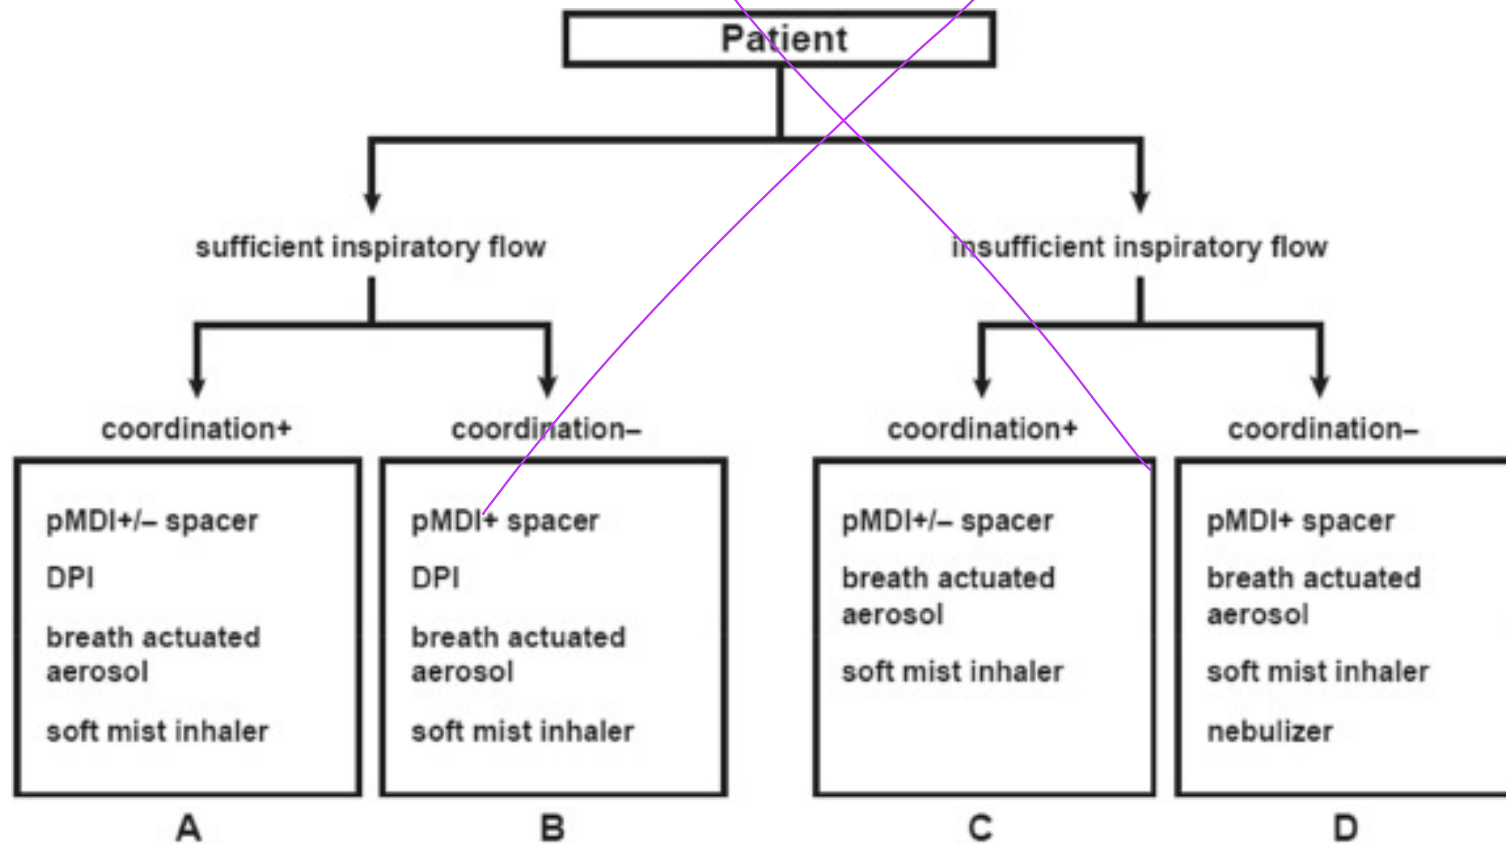 Patient
sufficient inspiratory flow
insufficient inspiratory flow
coordination+
coordination–
coordination+
coordination–
pMDI+/– spacer
DPI
breath actuated
aerosol
soft mist inhaler
A
pMDI+ spacer
DPI
breath actuated
aerosol
soft mist inhaler
B
pMDI+/– spacer
breath actuated
aerosol
soft mist inhaler
C
pMDI+ spacer
breath actuated
aerosol
soft mist inhaler
nebulizer
D